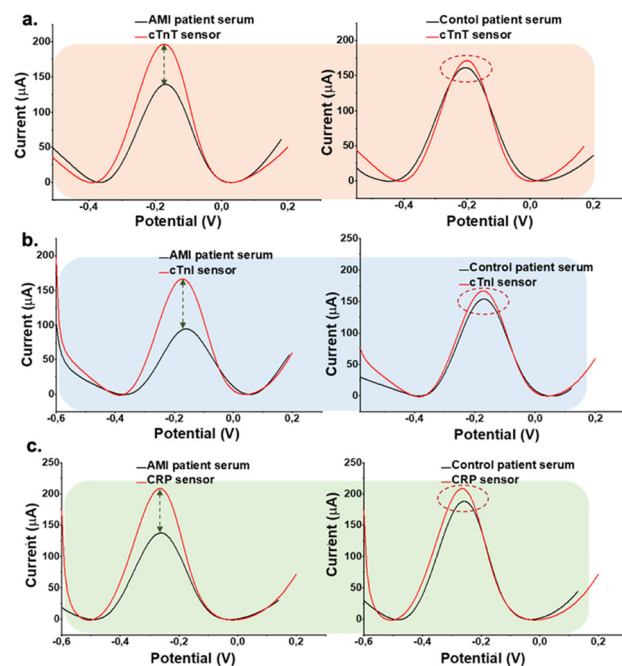 a.
AMI patient serum
cTnT sensor
Current (µA)
200
150
100
50
0
-0,4
-0,2
0,0
0,2
Potential (V)
Contol patient serum
cTnT sensor
Current (µA)
200
150
100
50
0
-0,4
-0,2
0,0
0,2
Potential (V)
b.
AMI patient serum
cTnI sensor
Current (µA)
200
150
100
50
0
-0,6
-0,4
-0,2
0,0
0,2
Potential (V)
Control patient serum
cTnI sensor
Current (µA)
250
200
150
100
50
0
-0,4
-0,2
0,0
0,2
Potential (V)
c.
AMI patient serum
CRP sensor
Current (µA)
250
200
150
100
50
0
-0,6
-0,4
-0,2
0,0
0,2
Potential (V)
Control patient serum
CRP sensor
Current (µA)
250
200
150
100
50
0
-0,6
-0,4
-0,2
0,0
0,2
Potential (V)